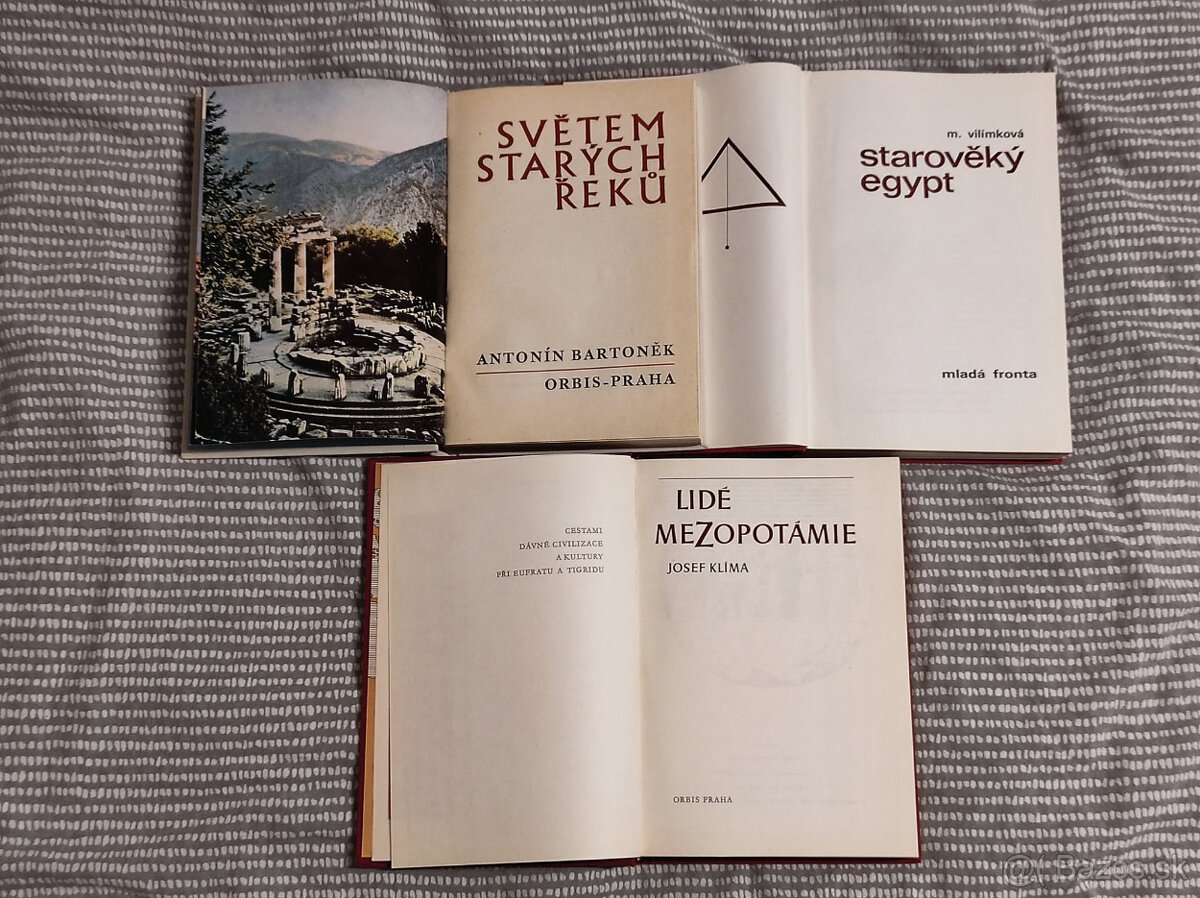 SVĚTEM
STARÝCH
ŘEKŮ
ANTONÍN BARTONĚK
ORBIS-PRAHA
m. vilímková
starověký
egypt
mladá fronta
CESTAMI
DÁVNÉ CIVILIZACE
A KULTURY
PŘI EUFRATU A TIGRIDU
LIDÉ
MEZOPOTÁMIE
JOSEF KLÍMA
ORBIS PRAHA
@( Bazos.sk